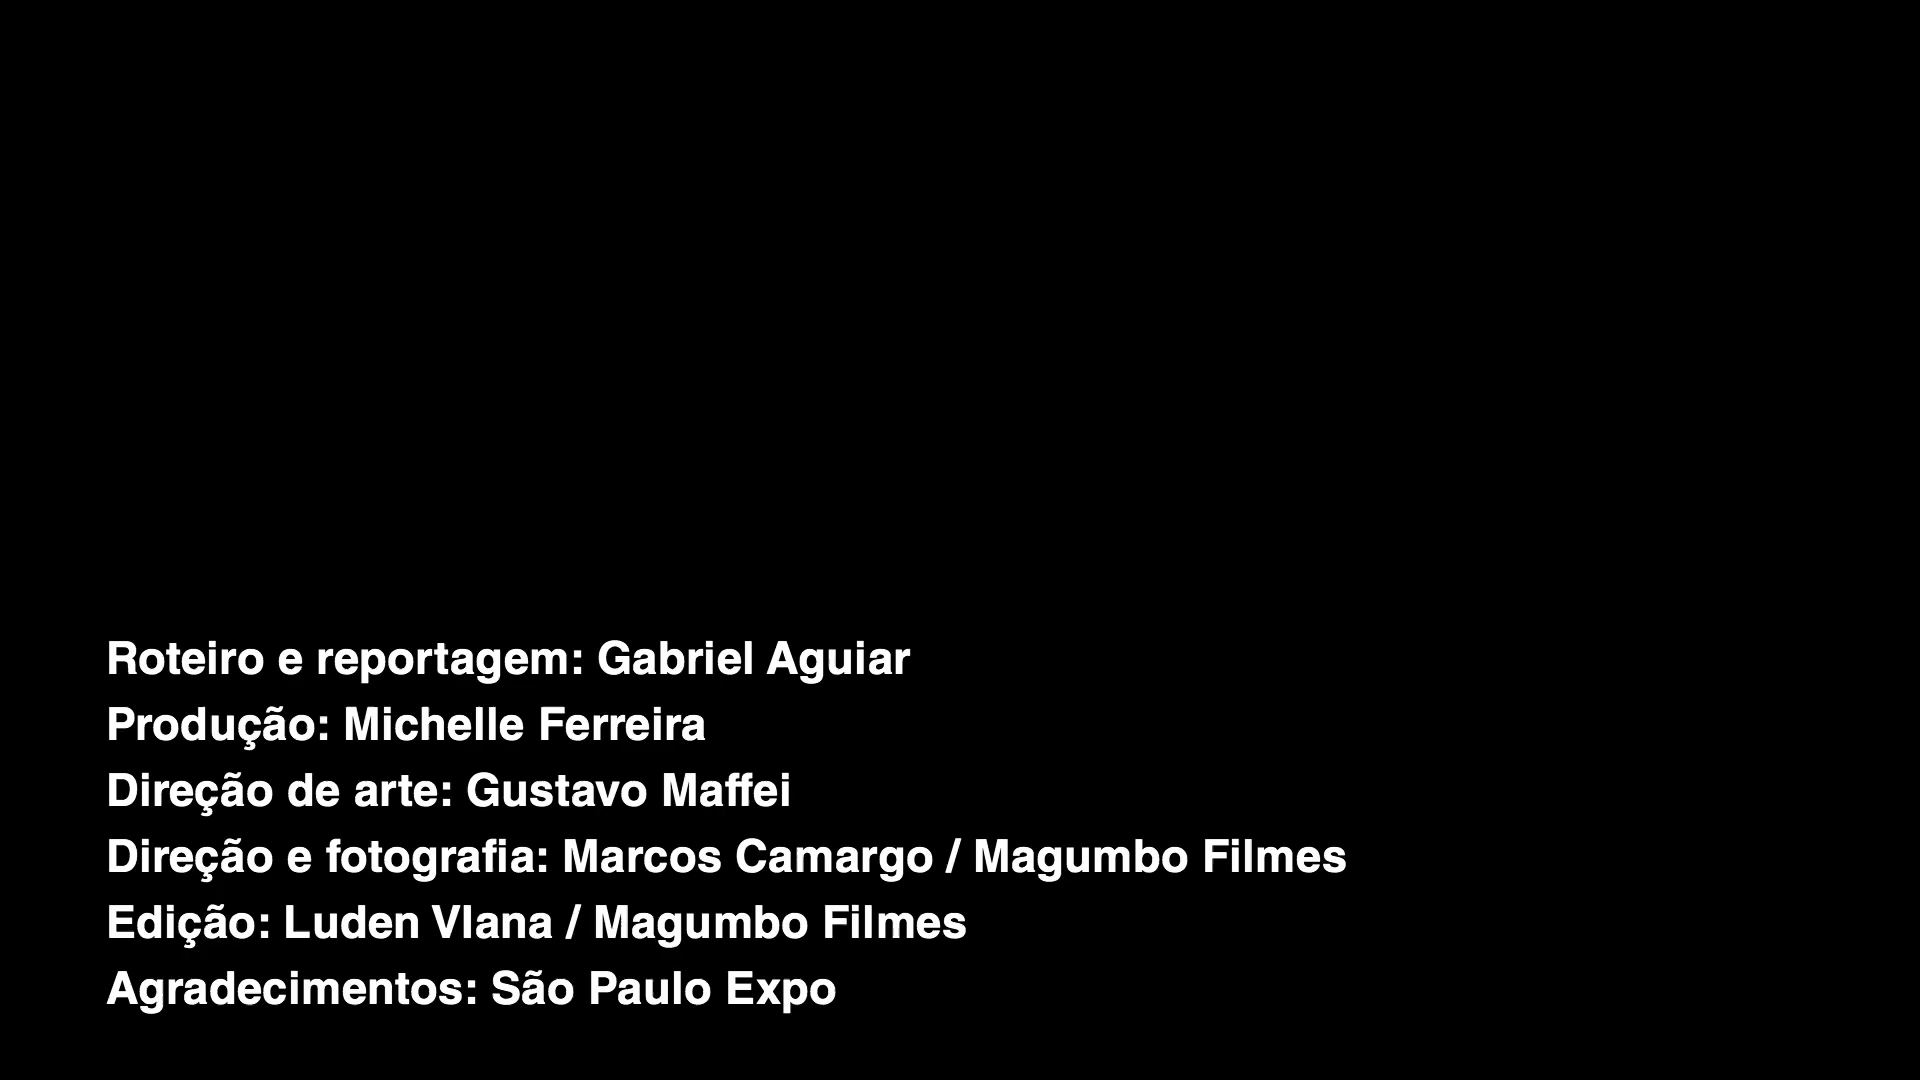 Roteiro e reportagem: Gabriel Aguiar
Produção: Michelle Ferreira
Direção de arte: Gustavo Maffei
Direção e fotografia: Marcos Camargo / Magumbo Filmes
Edição: Luden VIana / Magumbo Filmes
Agradecimentos: São Paulo Expo